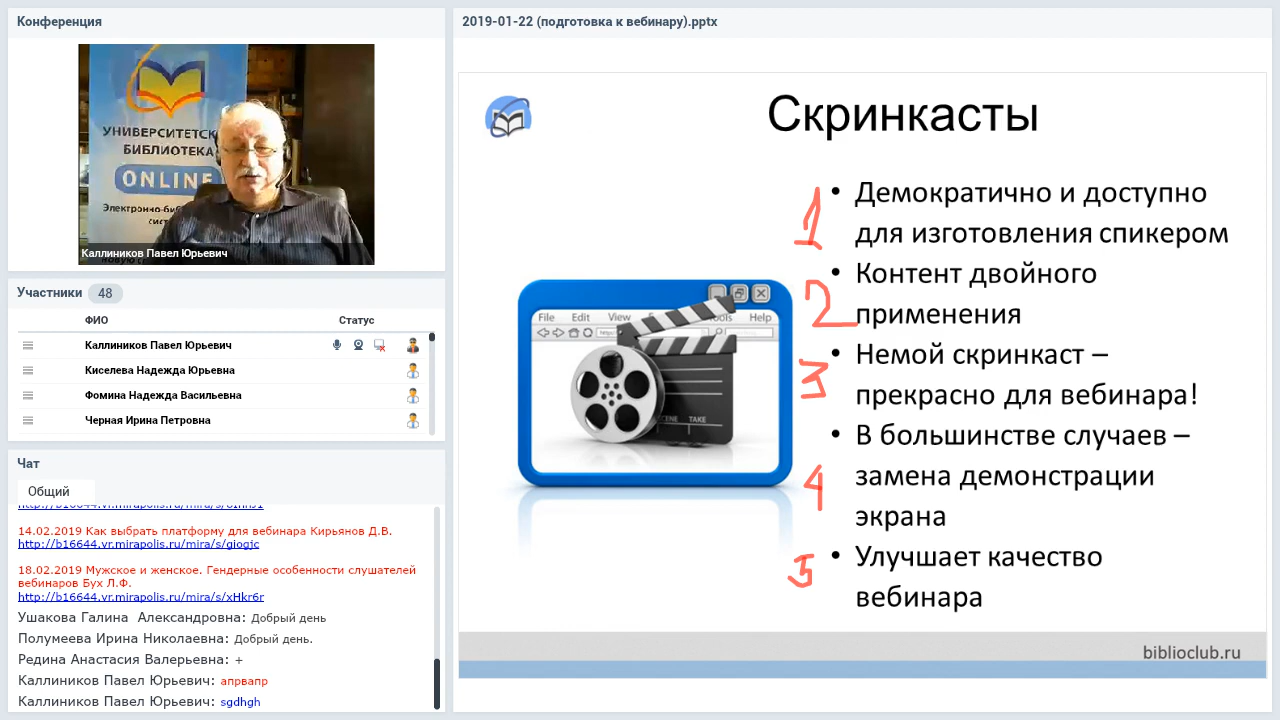 Конференция
УНИВЕРСИТЕТСК
БИБЛИОТЕКА
ONLINE
Каллиников Павел Юрьевич
Участники 48
ФИО Статус
Каллиников Павел Юрьевич
Киселева Надежда Юрьевна
Фомина Надежда Васильевна
Черная Ирина Петровна
Чат
Общий
14.02.2019 Как выбрать платформу для вебинара Кирьянов Д.В.
http://b16644.vr.mirapolis.ru/mira/s/giogjc
18.02.2019 Мужское и женское. Гендерные особенности слушателей
вебинаров Бух Л.Ф.
http://b16644.vr.mirapolis.ru/mira/s/xHkr6r
Ушакова Галина Александровна: Добрый день
Полумеева Ирина Николаевна: Добрый день.
Редина Анастасия Валерьевна: +
Каллиников Павел Юрьевич: апрвапр
Каллиников Павел Юрьевич: sgdhgh
2019-01-22 (подготовка к вебинару).pptx
Скринкасты
File Edit View Help
TAKE
1 • Демократично и доступно
для изготовления спикером
2 • Контент двойного
применения
3 • Немой скринкаст –
прекрасно для вебинара!
4 • В большинстве случаев –
замена демонстрации
экрана
5 • Улучшает качество
вебинара
biblioclub.ru